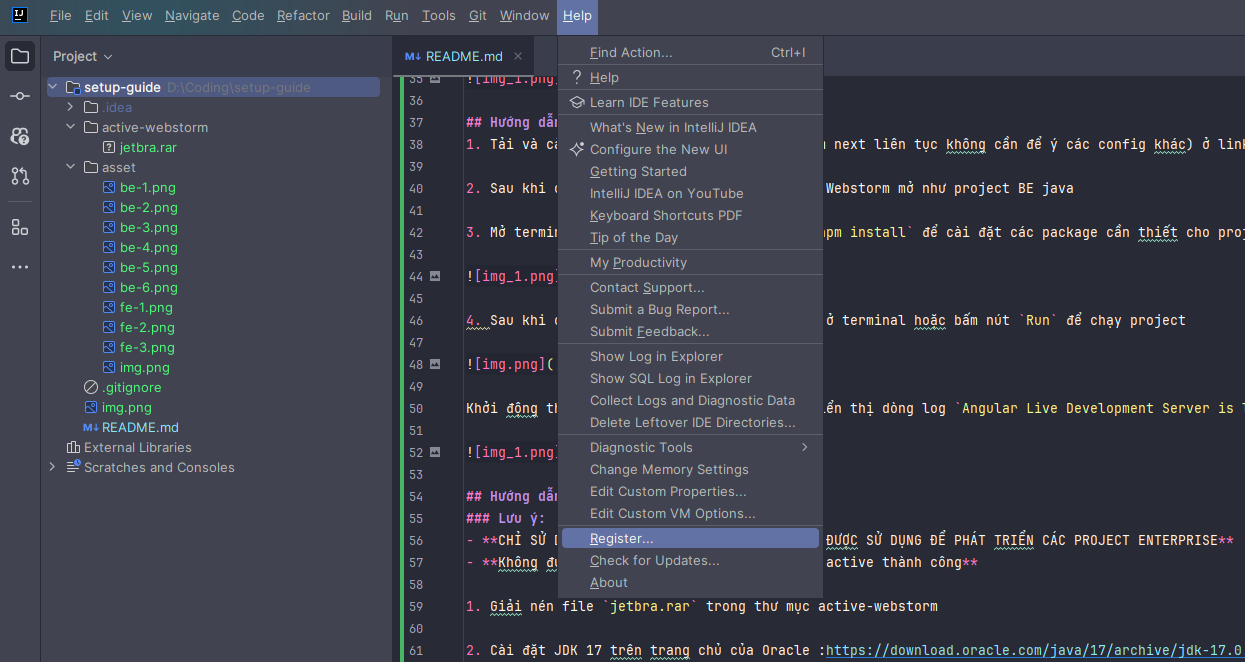 IJ File Edit View Navigate Code Refactor Build Run Tools Git Window Help
Project
setup-guide D:\Coding\setup-guide
.idea
active-webstorm
? jetbra.rar
asset
be-1.png
be-2.png
be-3.png
be-4.png
be-5.png
be-6.png
fe-1.png
fe-2.png
fe-3.png
img.png
.gitignore
img.png
M↓ README.md
External Libraries
Scratches and Consoles
M↓ README.md ×
Find Action... Ctrl+I
? Help
Learn IDE Features
What's New in IntelliJ IDEA
Configure the New UI
Getting Started
IntelliJ IDEA on YouTube
Keyboard Shortcuts PDF
Tip of the Day
My Productivity
Contact Support...
Submit a Bug Report...
Submit Feedback...
Show Log in Explorer
Show SQL Log in Explorer
Collect Logs and Diagnostic Data
Delete Leftover IDE Directories...
Diagnostic Tools
Change Memory Settings
Edit Custom Properties...
Edit Custom VM Options...
Register...
Check for Updates...
About
35 ![img_1.png]
36
37 ## Hướng dẫn
38 1. Tải và next liên tục không cần để ý các config khác) ở link
39
40 2. Sau khi Webstorm mở như project BE java
41
42 3. Mở termin npm install` để cài đặt các package cần thiết cho proj
43
44 ![img_1.png]
45
46 4. Sau khi ở terminal hoặc bấm nút `Run` để chạy project
47
48 ![img.png](
49
50 Khởi động th ển thị dòng log `Angular Live Development Server is l
51
52 ![img_1.png]
53
54 ## Hướng dẫn
55 ### Lưu ý:
56 - **CHỈ SỬ D ĐƯỢC SỬ DỤNG ĐỂ PHÁT TRIỂN CÁC PROJECT ENTERPRISE**
57 - **Không đư active thành công**
58
59 1. Giải nén file `jetbra.rar` trong thư mục active-webstorm
60
61 2. Cài đặt JDK 17 trên trang chủ của Oracle :https://download.oracle.com/java/17/archive/jdk-17.0